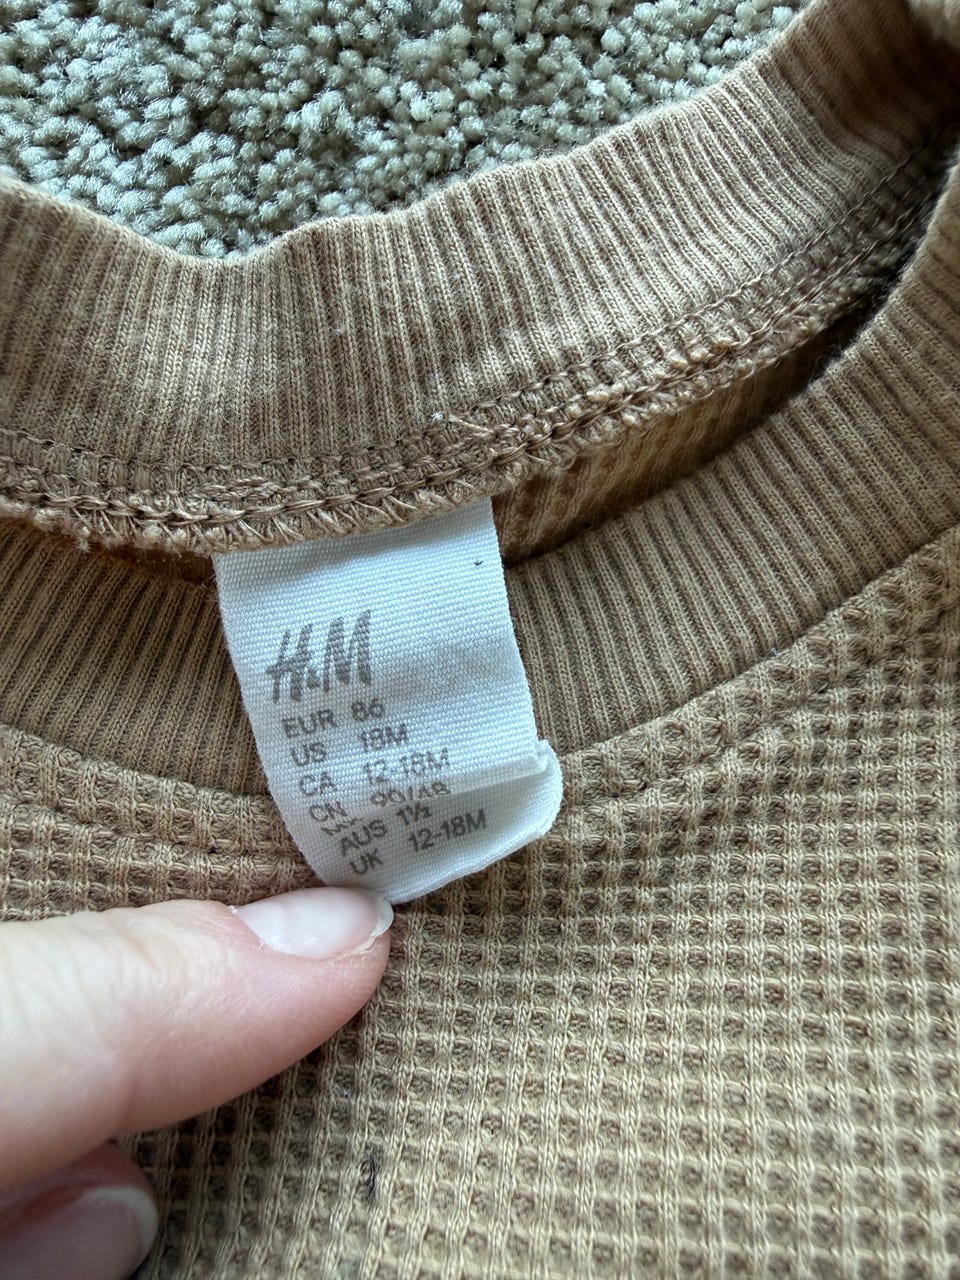 H&M
EUR 86
US 18M
CA 12-18M
CN 90/48
AUS 1½
UK 12-18M